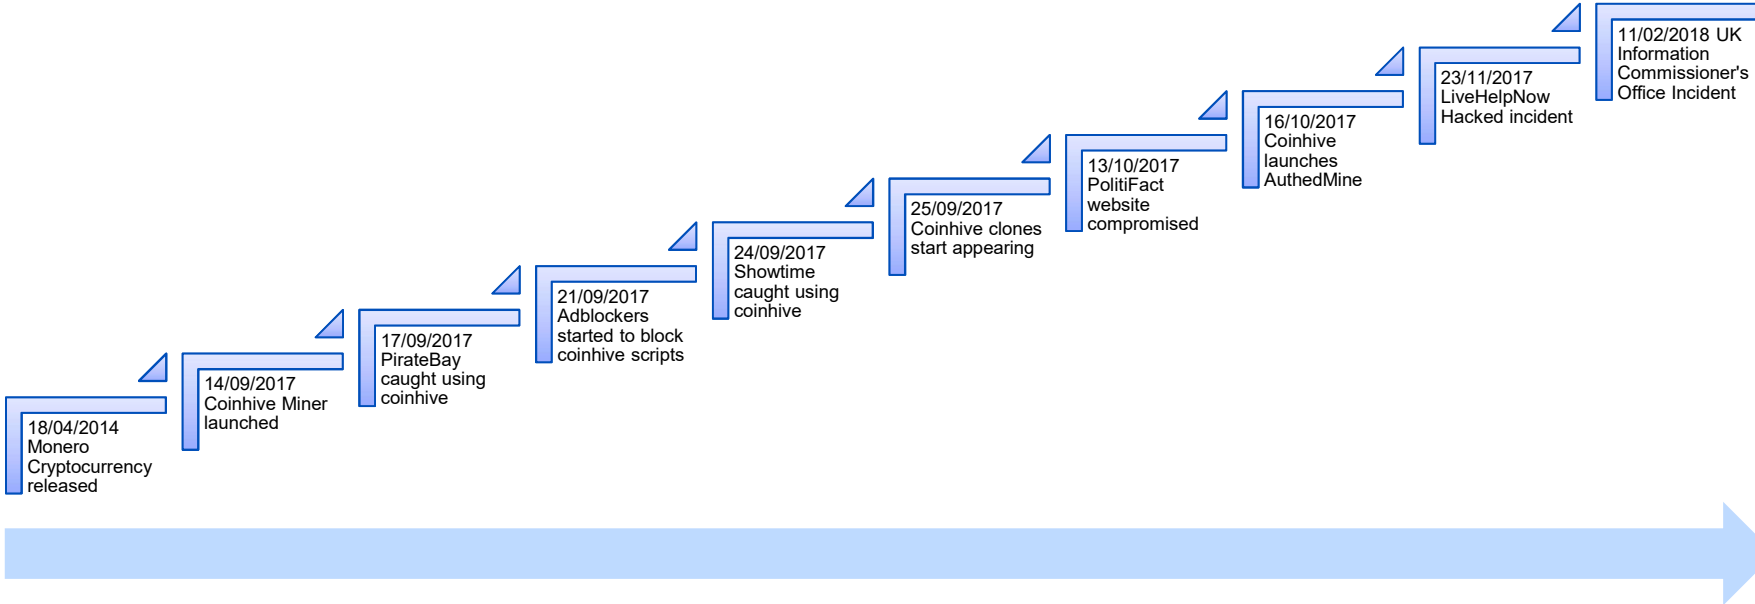 18/04/2014
Monero
Cryptocurrency
released
14/09/2017
Coinhive Miner
launched
17/09/2017
PirateBay
caught using
coinhive
21/09/2017
Adblockers
started to block
coinhive scripts
24/09/2017
Showtime
caught using
coinhive
25/09/2017
Coinhive clones
start appearing
13/10/2017
PolitiFact
website
compromised
16/10/2017
Coinhive
launches
AuthedMine
23/11/2017
LiveHelpNow
Hacked incident
11/02/2018 UK
Information
Commissioner's
Office Incident